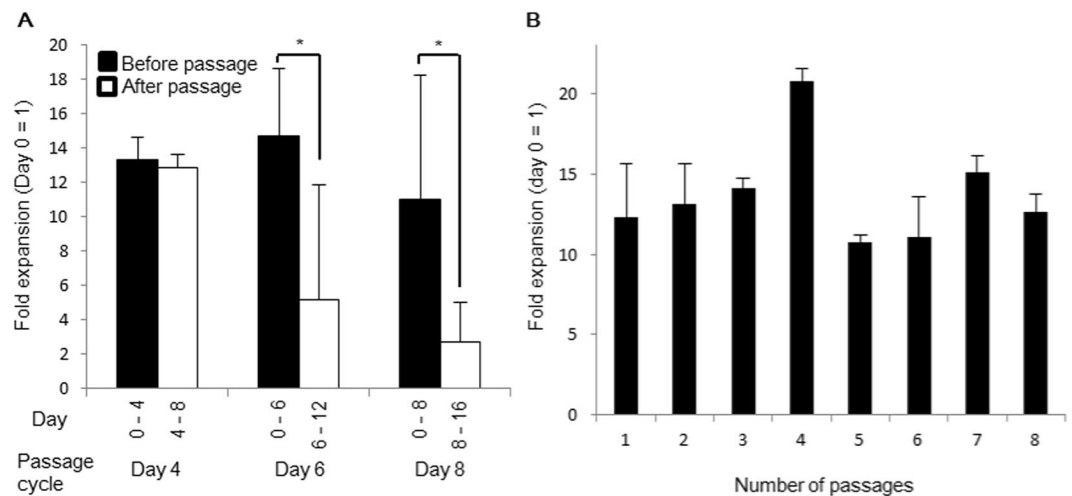 A
Fold expansion (Day 0 = 1)
20
18
16
14
12
10
8
6
4
2
0
Before passage
After passage
*
*
Day
0 - 4
4 - 8
0 - 6
6 - 12
0 - 8
8 - 16
Passage
cycle
Day 4
Day 6
Day 8
B
Fold expansion (day 0 = 1)
20
15
10
5
0
1 2 3 4 5 6 7 8
Number of passages